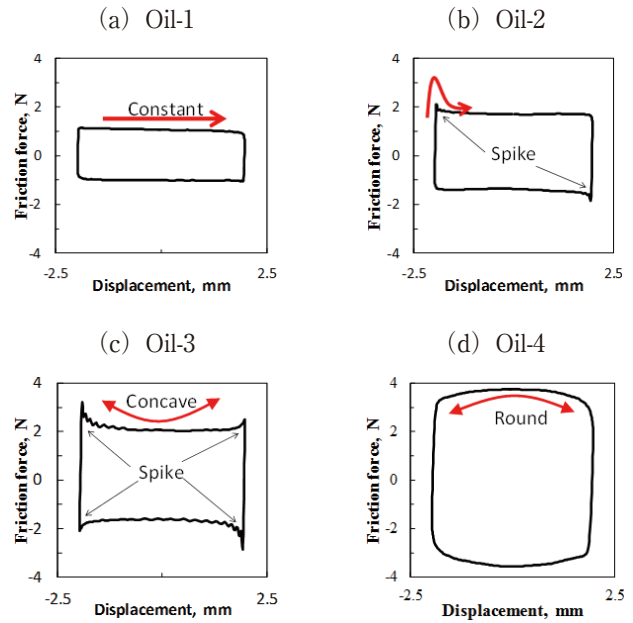 (a) Oil-1
(b) Oil-2
4
2
0
-2
-4
Friction force, N
Constant
-2.5
2.5
Displacement, mm
4
2
0
-2
-4
Friction force, N
Spike
-2.5
2.5
Displacement, mm
(c) Oil-3
(d) Oil-4
4
2
0
-2
-4
Friction force, N
Concave
Spike
-2.5
2.5
Displacement, mm
4
2
0
-2
-4
Friction force, N
Round
-2.5
2.5
Displacement, mm